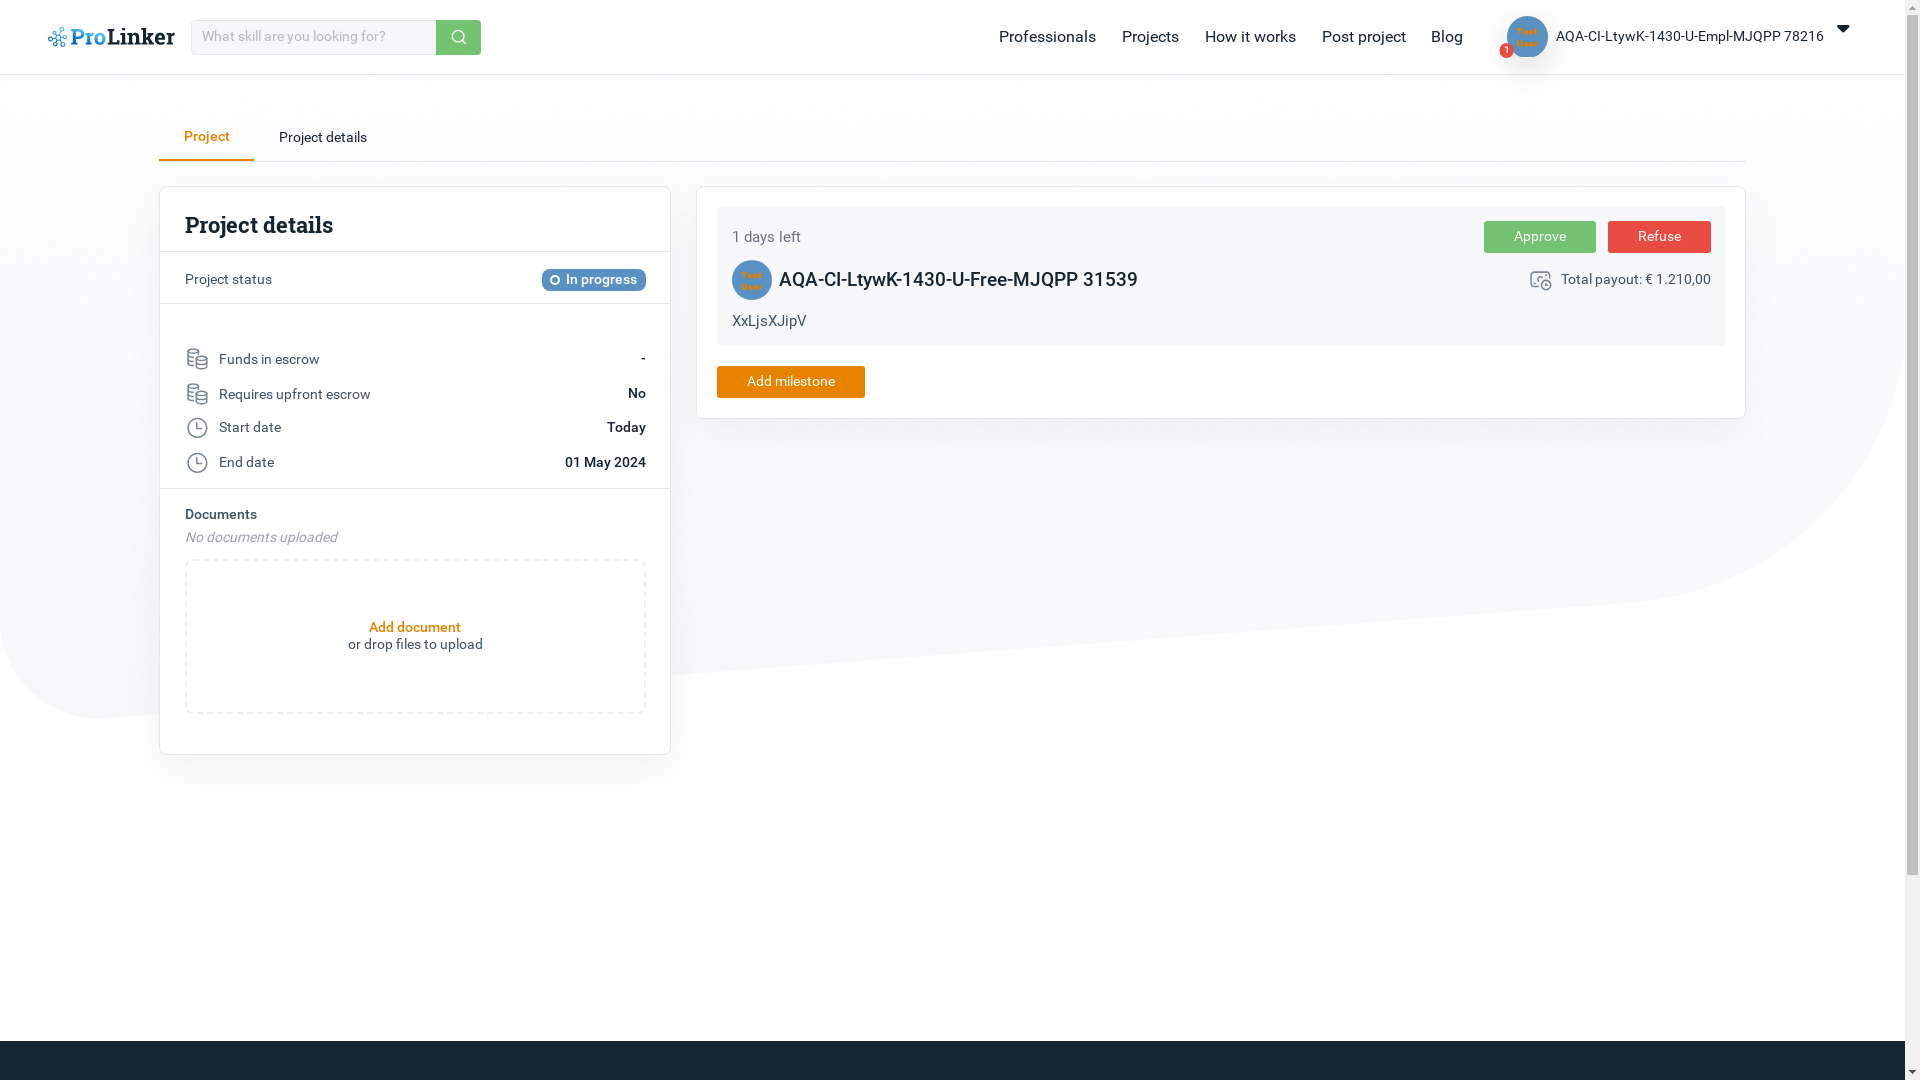 ProLinker
What skill are you looking for?
Professionals
Projects
How it works
Post project
Blog
Test User
1
AQA-CI-LtywK-1430-U-Empl-MJQPP 78216
Project
Project details
Project details
Project status
In progress
Funds in escrow
-
Requires upfront escrow
No
Start date
Today
End date
01 May 2024
Documents
No documents uploaded
Add document
or drop files to upload
1 days left
Approve
Refuse
Test User
AQA-CI-LtywK-1430-U-Free-MJQPP 31539
Total payout: € 1.210,00
XxLjsXJipV
Add milestone